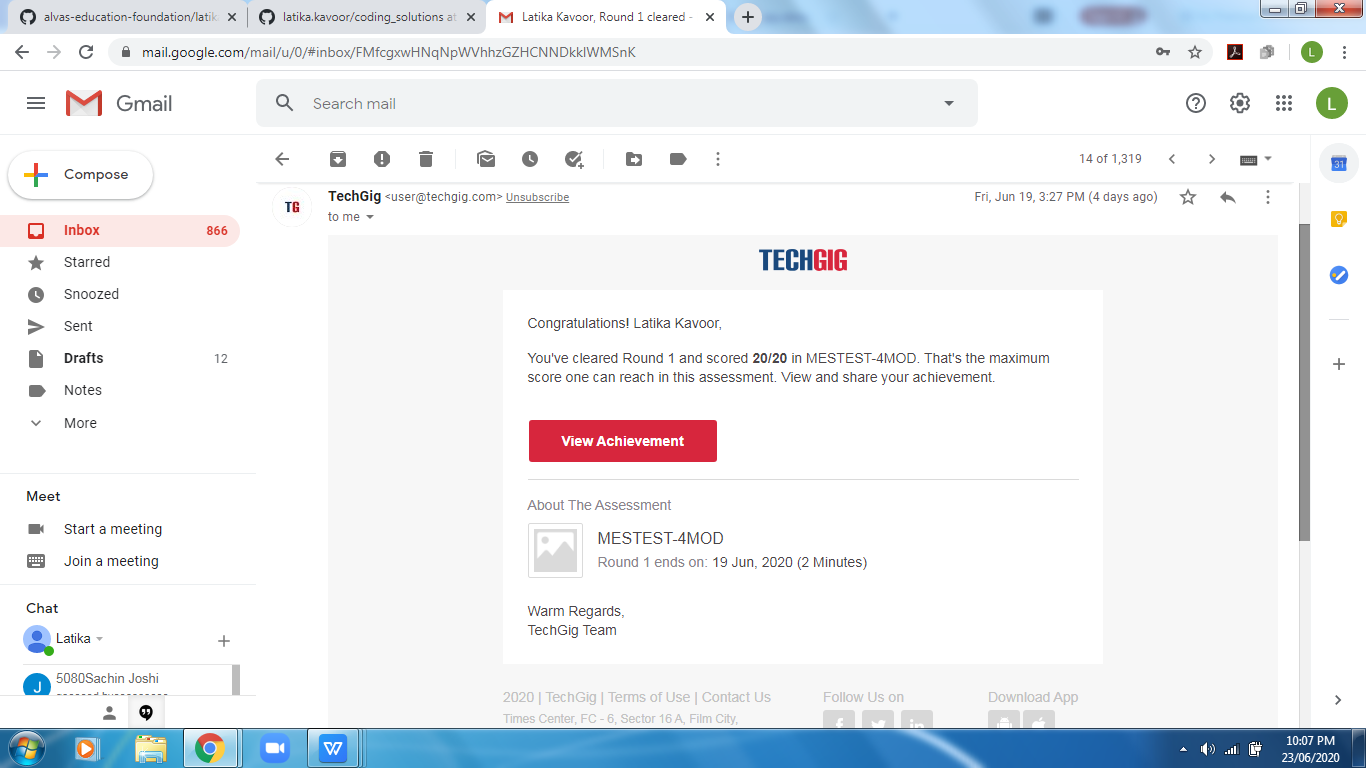 alvas-education-foundation/latik
latika.kavoor/coding_solutions at
Latika Kavoor, Round 1 cleared -
mail.google.com/mail/u/0/#inbox/FMfcgxwHNqNpWVhhzGZHCNNDkklWMSnK
L
Gmail
Search mail
L
Compose
14 of 1,319
31
Inbox 866
Starred
Snoozed
Sent
Drafts 12
Notes
More
Meet
Start a meeting
Join a meeting
Chat
Latika
J
5080Sachin Joshi
TG
TechGig <user@techgig.com> Unsubscribe
Fri, Jun 19, 3:27 PM (4 days ago)
to me
TECHGIG
Congratulations! Latika Kavoor,
You've cleared Round 1 and scored 20/20 in MESTEST-4MOD. That's the maximum
score one can reach in this assessment. View and share your achievement.
View Achievement
About The Assessment
MESTEST-4MOD
Round 1 ends on: 19 Jun, 2020 (2 Minutes)
Warm Regards,
TechGig Team
2020 | TechGig | Terms of Use | Contact Us
Follow Us on
Download App
Times Center, FC - 6, Sector 16 A, Film City,
10:07 PM
23/06/2020